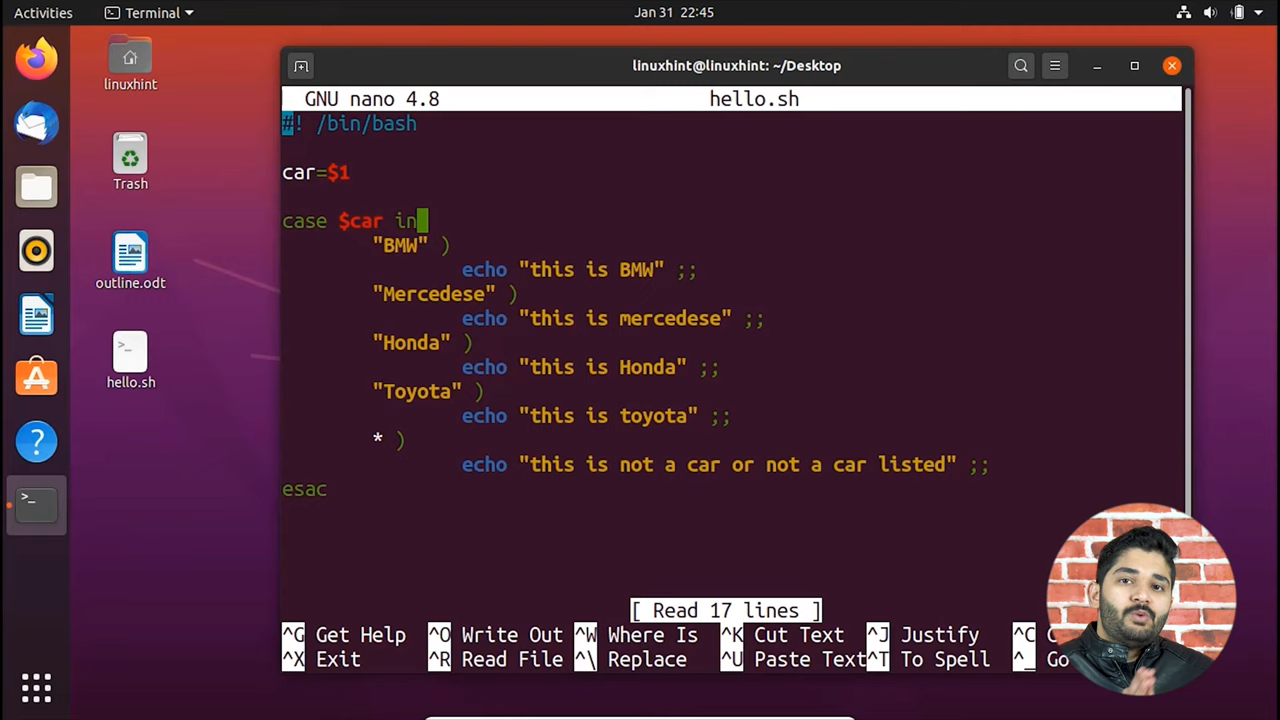 Activities
Terminal
Jan 31 22:45
linuxhint
Trash
outline.odt
hello.sh
linuxhint@linuxhint: ~/Desktop
GNU nano 4.8 hello.sh
#! /bin/bash
car=$1
case $car in
"BMW" )
echo "this is BMW" ;;
"Mercedese" )
echo "this is mercedese" ;;
"Honda" )
echo "this is Honda" ;;
"Toyota" )
echo "this is toyota" ;;
* )
echo "this is not a car or not a car listed" ;;
esac
[ Read 17 lines ]
^G Get Help ^O Write Out ^W Where Is ^K Cut Text ^J Justify ^C
^X Exit ^R Read File ^\ Replace ^U Paste Text ^T To Spell ^_ Go